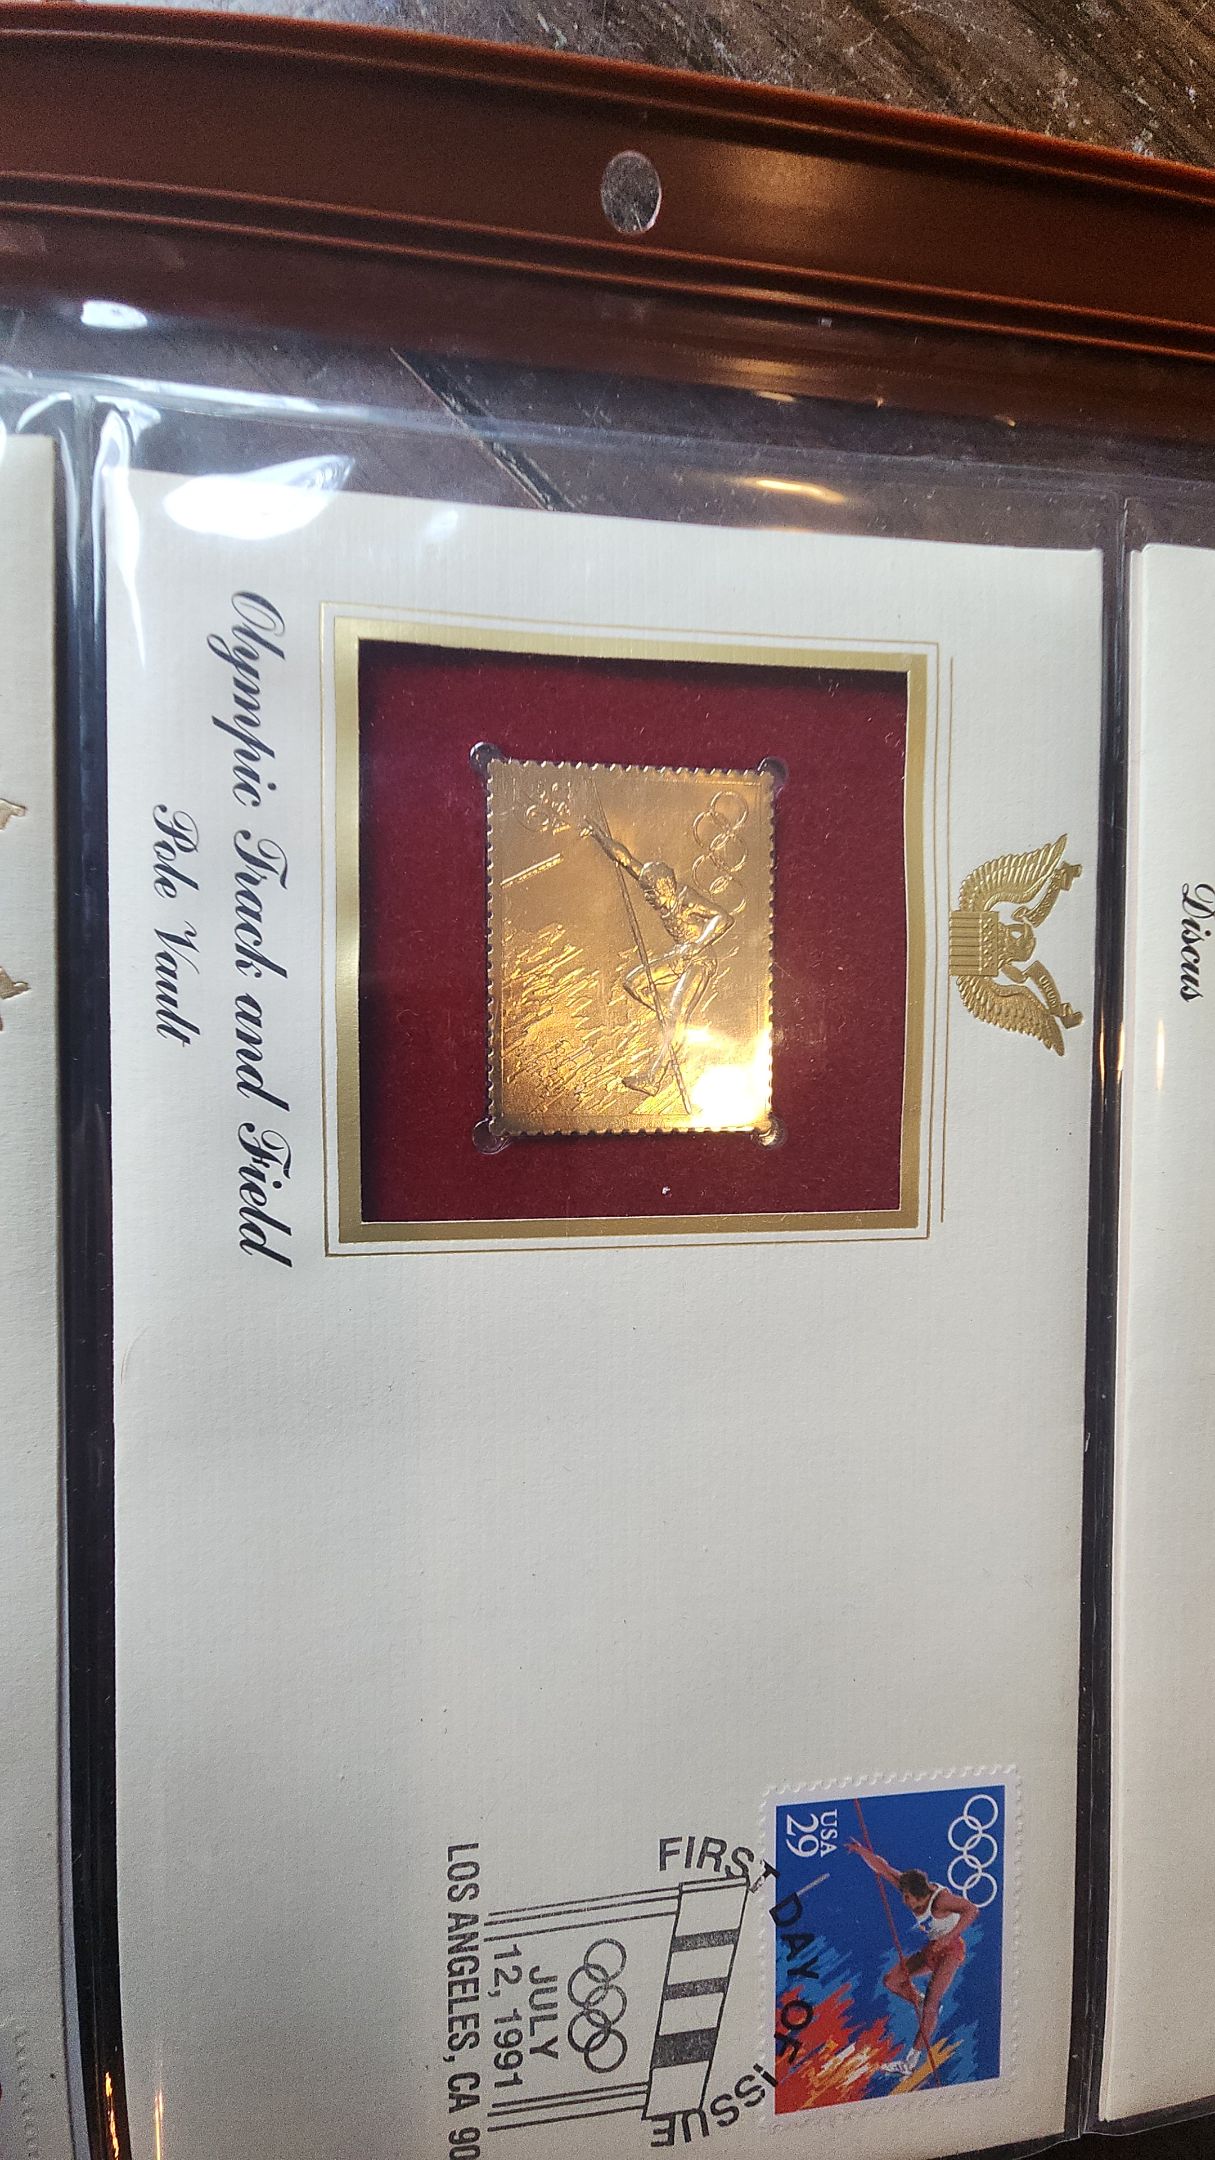 Discus
USA
29
FIRST DAY OF ISSUE
JULY
12, 1991
LOS ANGELES, CA 90
Olympic Track and Field
Pole Vault